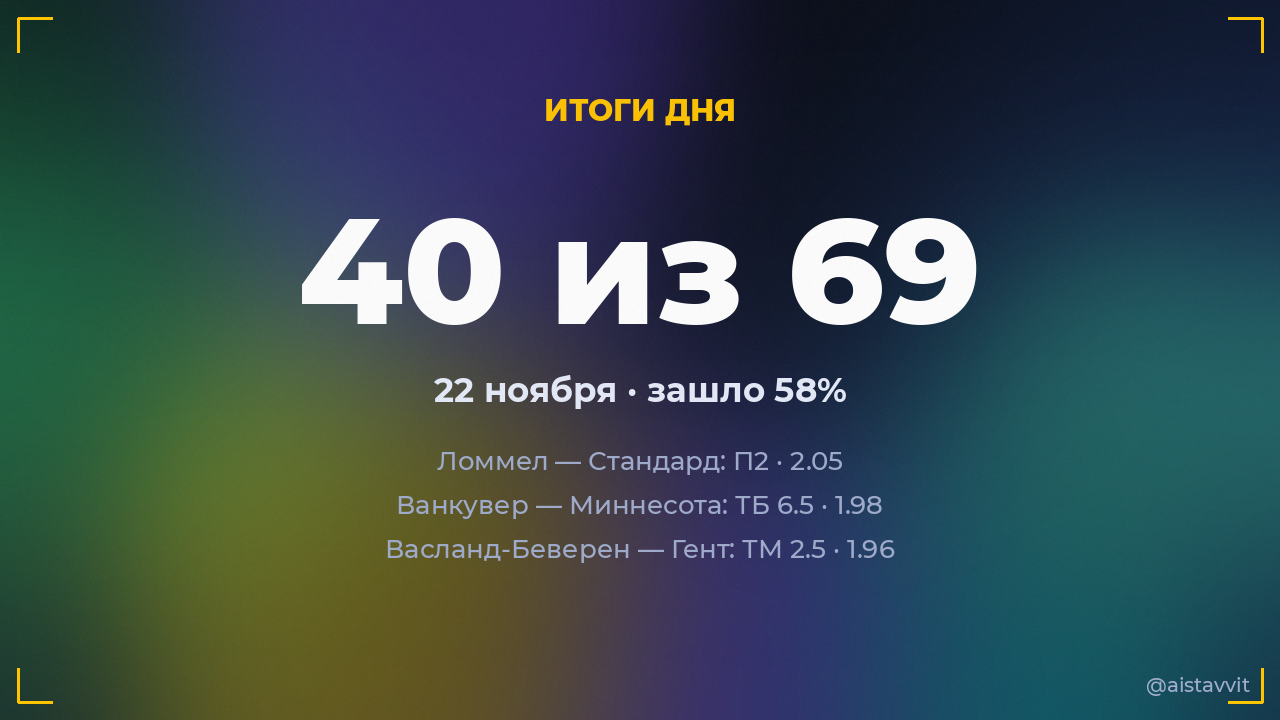 ИТОГИ ДНЯ
40 из 69
22 ноября · зашло 58%
Ломмел — Стандард: П2 · 2.05
Ванкувер — Миннесота: ТБ 6.5 · 1.98
Васланд-Беверен — Гент: ТМ 2.5 · 1.96
@aistavvit